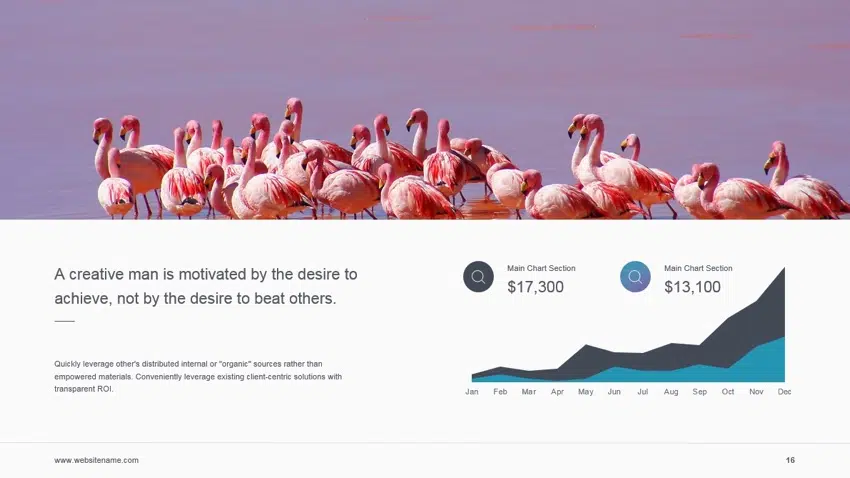 A creative man is motivated by the desire to
achieve, not by the desire to beat others.
Quickly leverage other's distributed internal or "organic" sources rather than
empowered materials. Conveniently leverage existing client-centric solutions with
transparent ROI.
Main Chart Section
$17,300
Main Chart Section
$13,100
Jan Feb Mar Apr May Jun Jul Aug Sep Oct Nov Dec
www.websitename.com
16